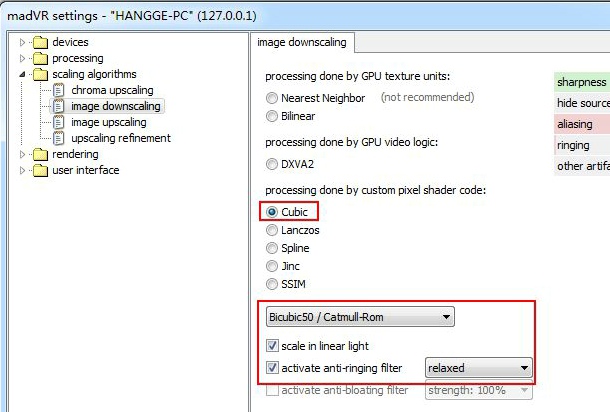 madVR settings - "HANGGE-PC" (127.0.0.1)
devices
processing
scaling algorithms
chroma upscaling
image downscaling
image upscaling
upscaling refinement
rendering
user interface
image downscaling
processing done by GPU texture units:
Nearest Neighbor (not recommended)
Bilinear
processing done by GPU video logic:
DXVA2
processing done by custom pixel shader code:
Cubic
Lanczos
Spline
Jinc
SSIM
Bicubic50 / Catmull-Rom
scale in linear light
activate anti-ringing filter relaxed
activate anti-bloating filter strength: 100%
sharpness
hide source
aliasing
ringing
other artifa